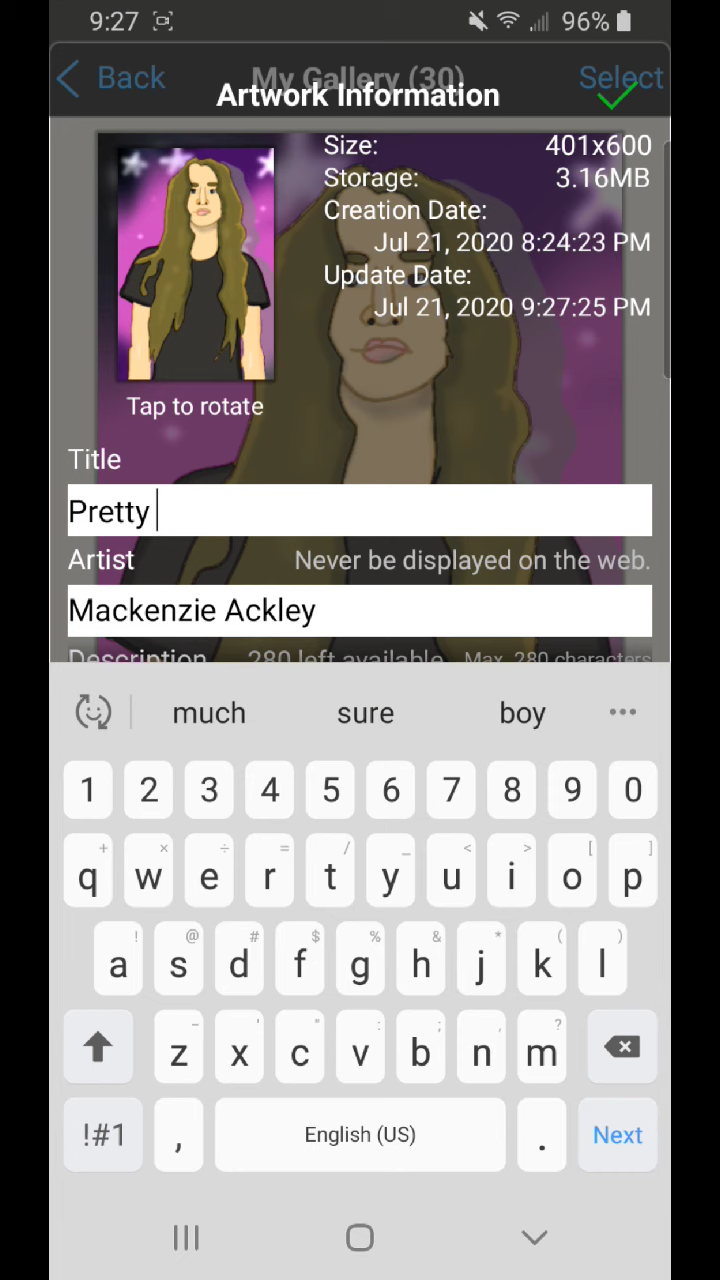 9:27 96%
Back My Gallery (30) Select
Artwork Information
Size: 401x600
Storage: 3.16MB
Creation Date:
Jul 21, 2020 8:24:23 PM
Update Date:
Jul 21, 2020 9:27:25 PM
Tap to rotate
Title
Pretty
Artist Never be displayed on the web.
Mackenzie Ackley
Description 280 left available Max. 280 characters
much sure boy •••
1 2 3 4 5 6 7 8 9 0
+ × ÷ = / _ < > [ ]
q w e r t y u i o p
! @ # $ % & * ( )
a s d f g h j k l
- ' " : ; , ?
z x c v b n m
!#1 , English (US) . Next